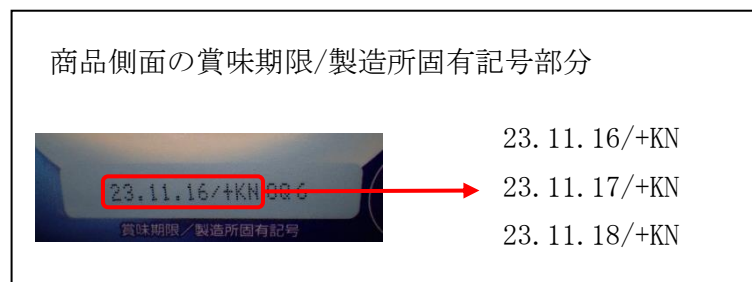 商品側面の賞味期限/製造所固有記号部分
23.11.16/+KN OQ6
賞味期限／製造所固有記号
23.11.16/+KN
23.11.17/+KN
23.11.18/+KN